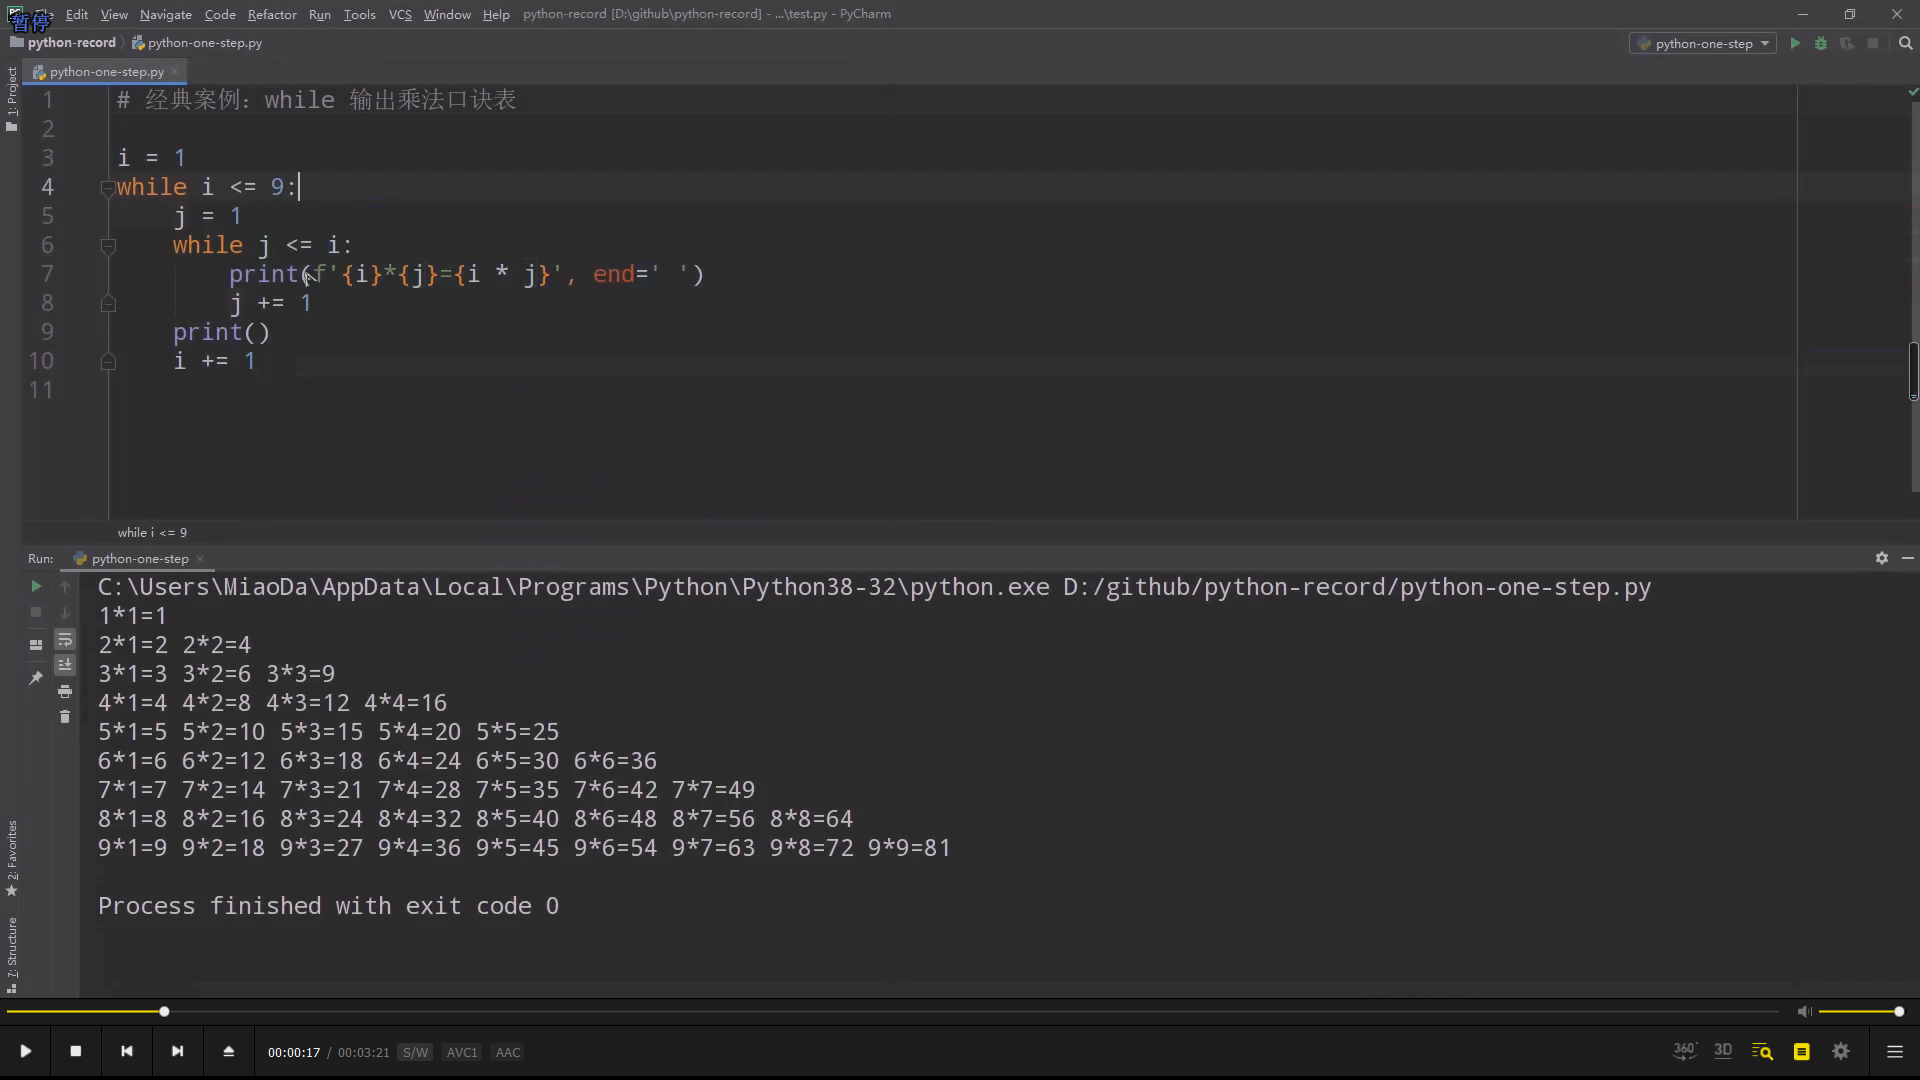 暂停
Edit View Navigate Code Refactor Run Tools VCS Window Help python-record [D:\github\python-record] - ...\test.py - PyCharm
python-record python-one-step.py python-one-step
python-one-step.py
1: Project
1 # 经典案例：while 输出乘法口诀表
2
3 i = 1
4 while i <= 9:
5 j = 1
6 while j <= i:
7 print(f'{i}*{j}={i * j}', end=' ')
8 j += 1
9 print()
10 i += 1
11
while i <= 9
Run: python-one-step
C:\Users\MiaoDa\AppData\Local\Programs\Python\Python38-32\python.exe D:/github/python-record/python-one-step.py
1*1=1
2*1=2 2*2=4
3*1=3 3*2=6 3*3=9
4*1=4 4*2=8 4*3=12 4*4=16
5*1=5 5*2=10 5*3=15 5*4=20 5*5=25
6*1=6 6*2=12 6*3=18 6*4=24 6*5=30 6*6=36
7*1=7 7*2=14 7*3=21 7*4=28 7*5=35 7*6=42 7*7=49
8*1=8 8*2=16 8*3=24 8*4=32 8*5=40 8*6=48 8*7=56 8*8=64
9*1=9 9*2=18 9*3=27 9*4=36 9*5=45 9*6=54 9*7=63 9*8=72 9*9=81
Process finished with exit code 0
2: Favorites
7: Structure
00:00:17 / 00:03:21 S/W AVC1 AAC 360° 3D